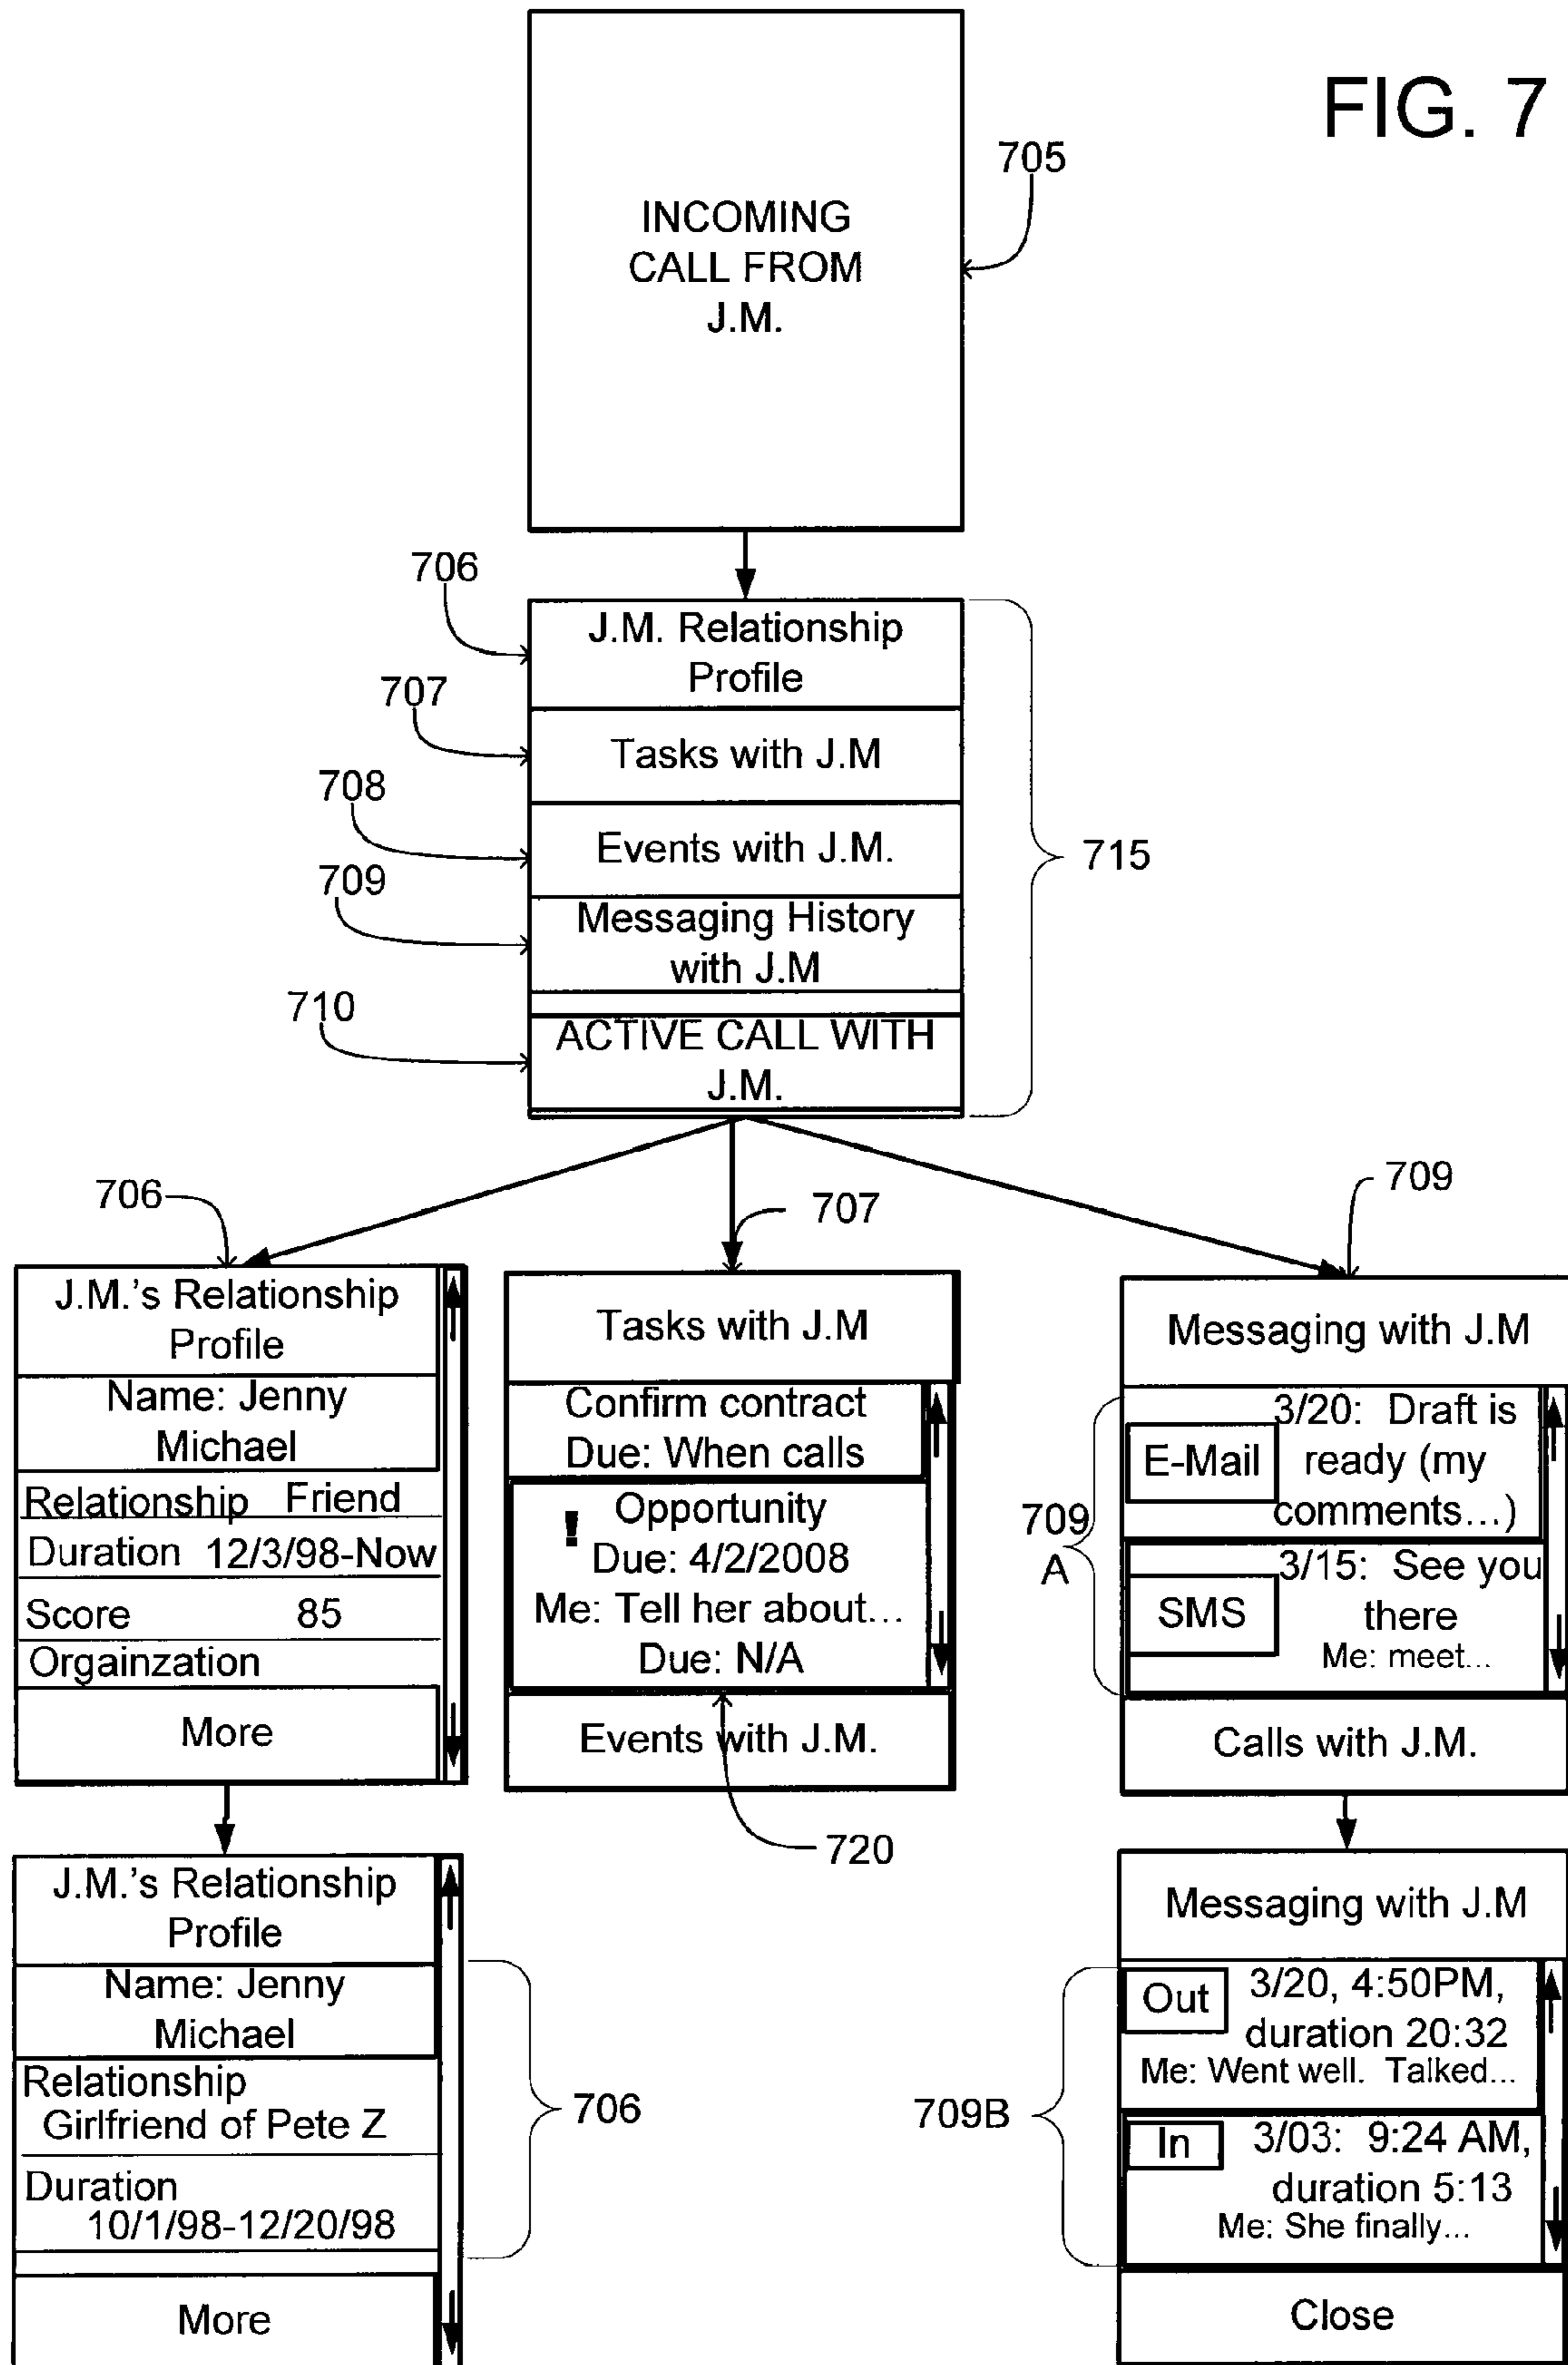 FIG. 7
705
INCOMING
CALL FROM
J.M.
706
J.M. Relationship
Profile
707
Tasks with J.M
708
Events with J.M.
715
709
Messaging History
with J.M
710
ACTIVE CALL WITH
J.M.
706
707
709
J.M.'s Relationship
Profile
Name: Jenny
Michael
Relationship Friend
Duration 12/3/98-Now
Score 85
Orgainzation
More
Tasks with J.M
Confirm contract
Due: When calls
! Opportunity
Due: 4/2/2008
Me: Tell her about...
Due: N/A
Events with J.M.
720
Messaging with J.M
709
A
E-Mail
3/20: Draft is
ready (my
comments...)
SMS
3/15: See you
there
Me: meet...
Calls with J.M.
J.M.'s Relationship
Profile
Name: Jenny
Michael
Relationship
Girlfriend of Pete Z
Duration
10/1/98-12/20/98
More
706
Messaging with J.M
709B
Out
3/20, 4:50PM,
duration 20:32
Me: Went well. Talked...
In
3/03: 9:24 AM,
duration 5:13
Me: She finally...
Close